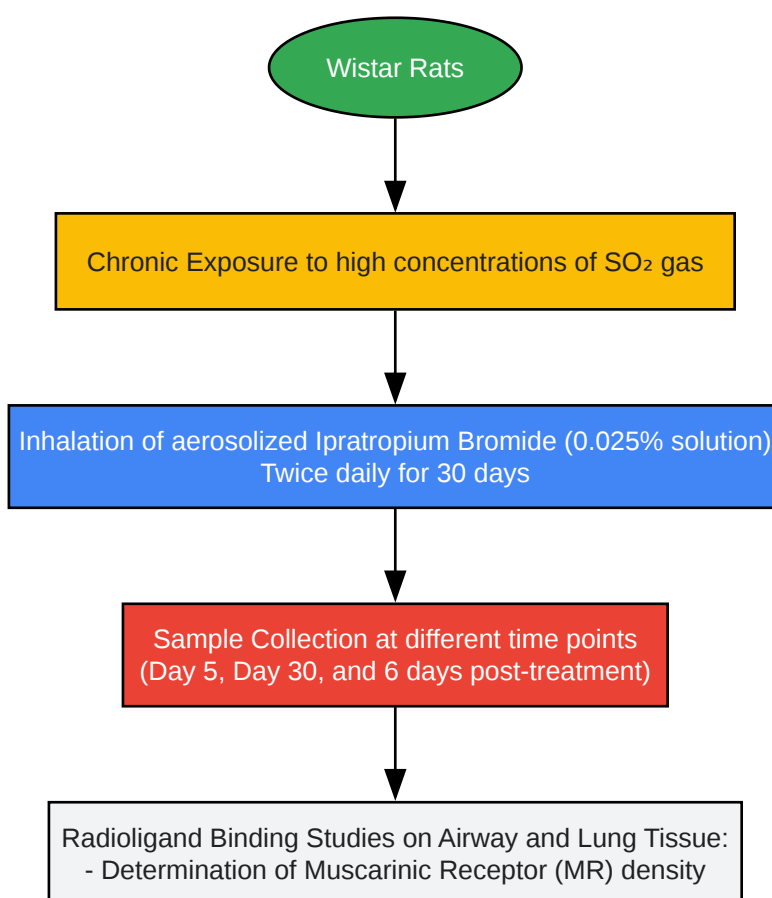 Wistar Rats
Chronic Exposure to high concentrations of SO₂ gas
Inhalation of aerosolized Ipratropium Bromide (0.025% solution)
Twice daily for 30 days
Sample Collection at different time points
(Day 5, Day 30, and 6 days post-treatment)
Radioligand Binding Studies on Airway and Lung Tissue:
- Determination of Muscarinic Receptor (MR) density